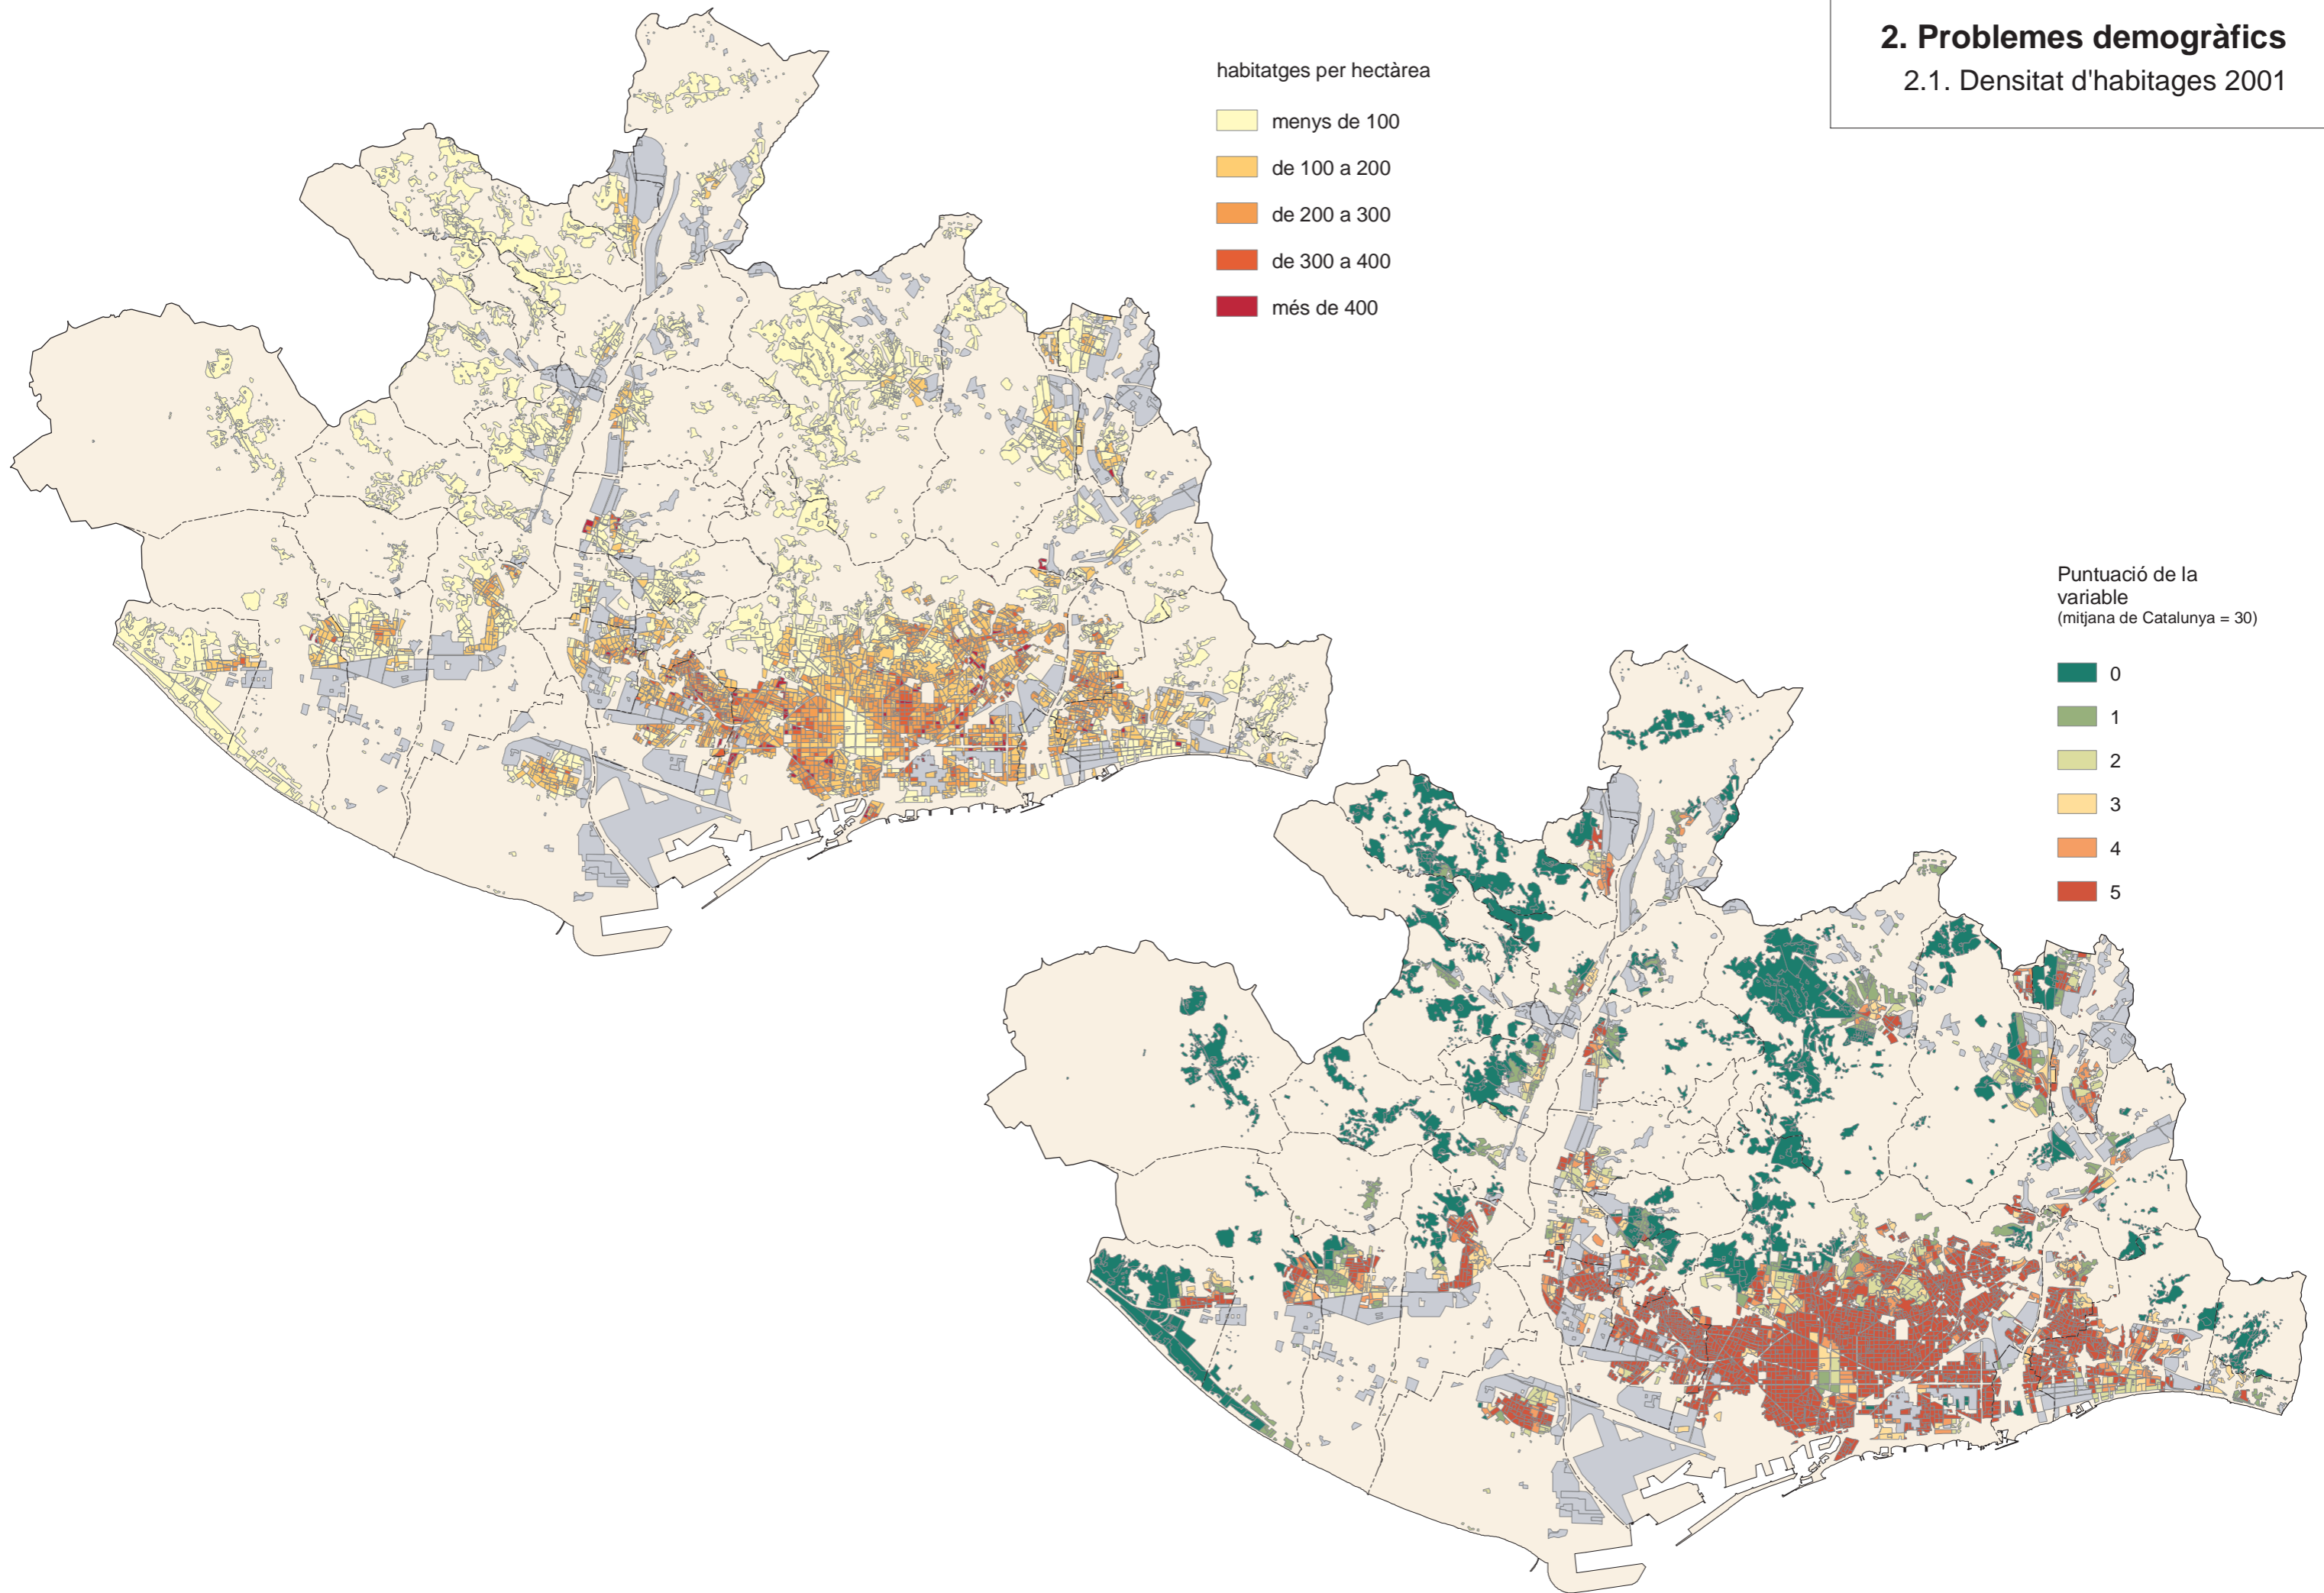 2. Problemes demogràfics
2.1. Densitat d'habitages 2001
habitatges per hectàrea
menys de 100
de 100 a 200
de 200 a 300
de 300 a 400
més de 400
Puntuació de la
variable
(mitjana de Catalunya = 30)
0
1
2
3
4
5